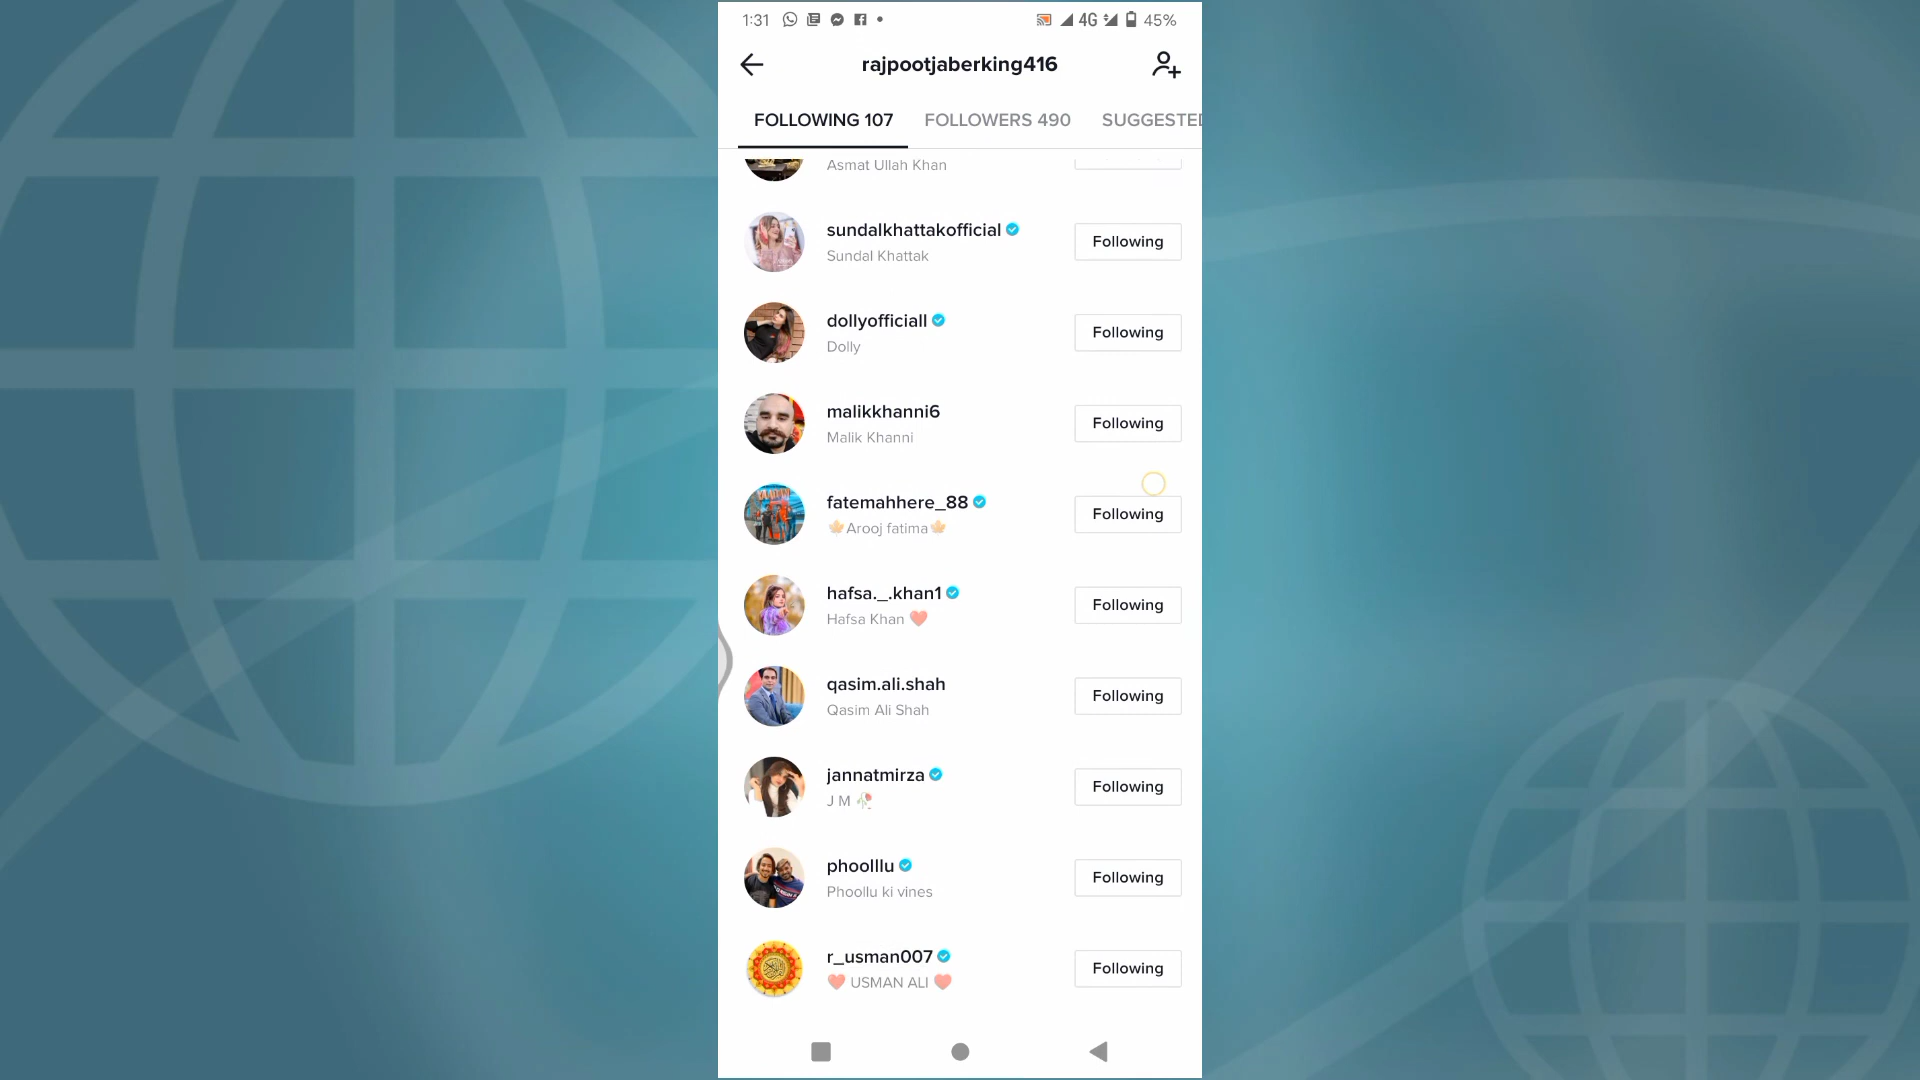 1:31 4G 45%
rajpootjaberking416
FOLLOWING 107 FOLLOWERS 490 SUGGESTED
Asmat Ullah Khan
sundalkhattakofficial
Sundal Khattak
Following
dollyofficiall
Dolly
Following
malikkhanni6
Malik Khanni
Following
fatemahhere_88
🍁Arooj fatima🍁
Following
hafsa._.khan1
Hafsa Khan ❤️
Following
qasim.ali.shah
Qasim Ali Shah
Following
jannatmirza
J M 🥀
Following
phoolllu
Phoollu ki vines
Following
r_usman007
❤️ USMAN ALI ❤️
Following